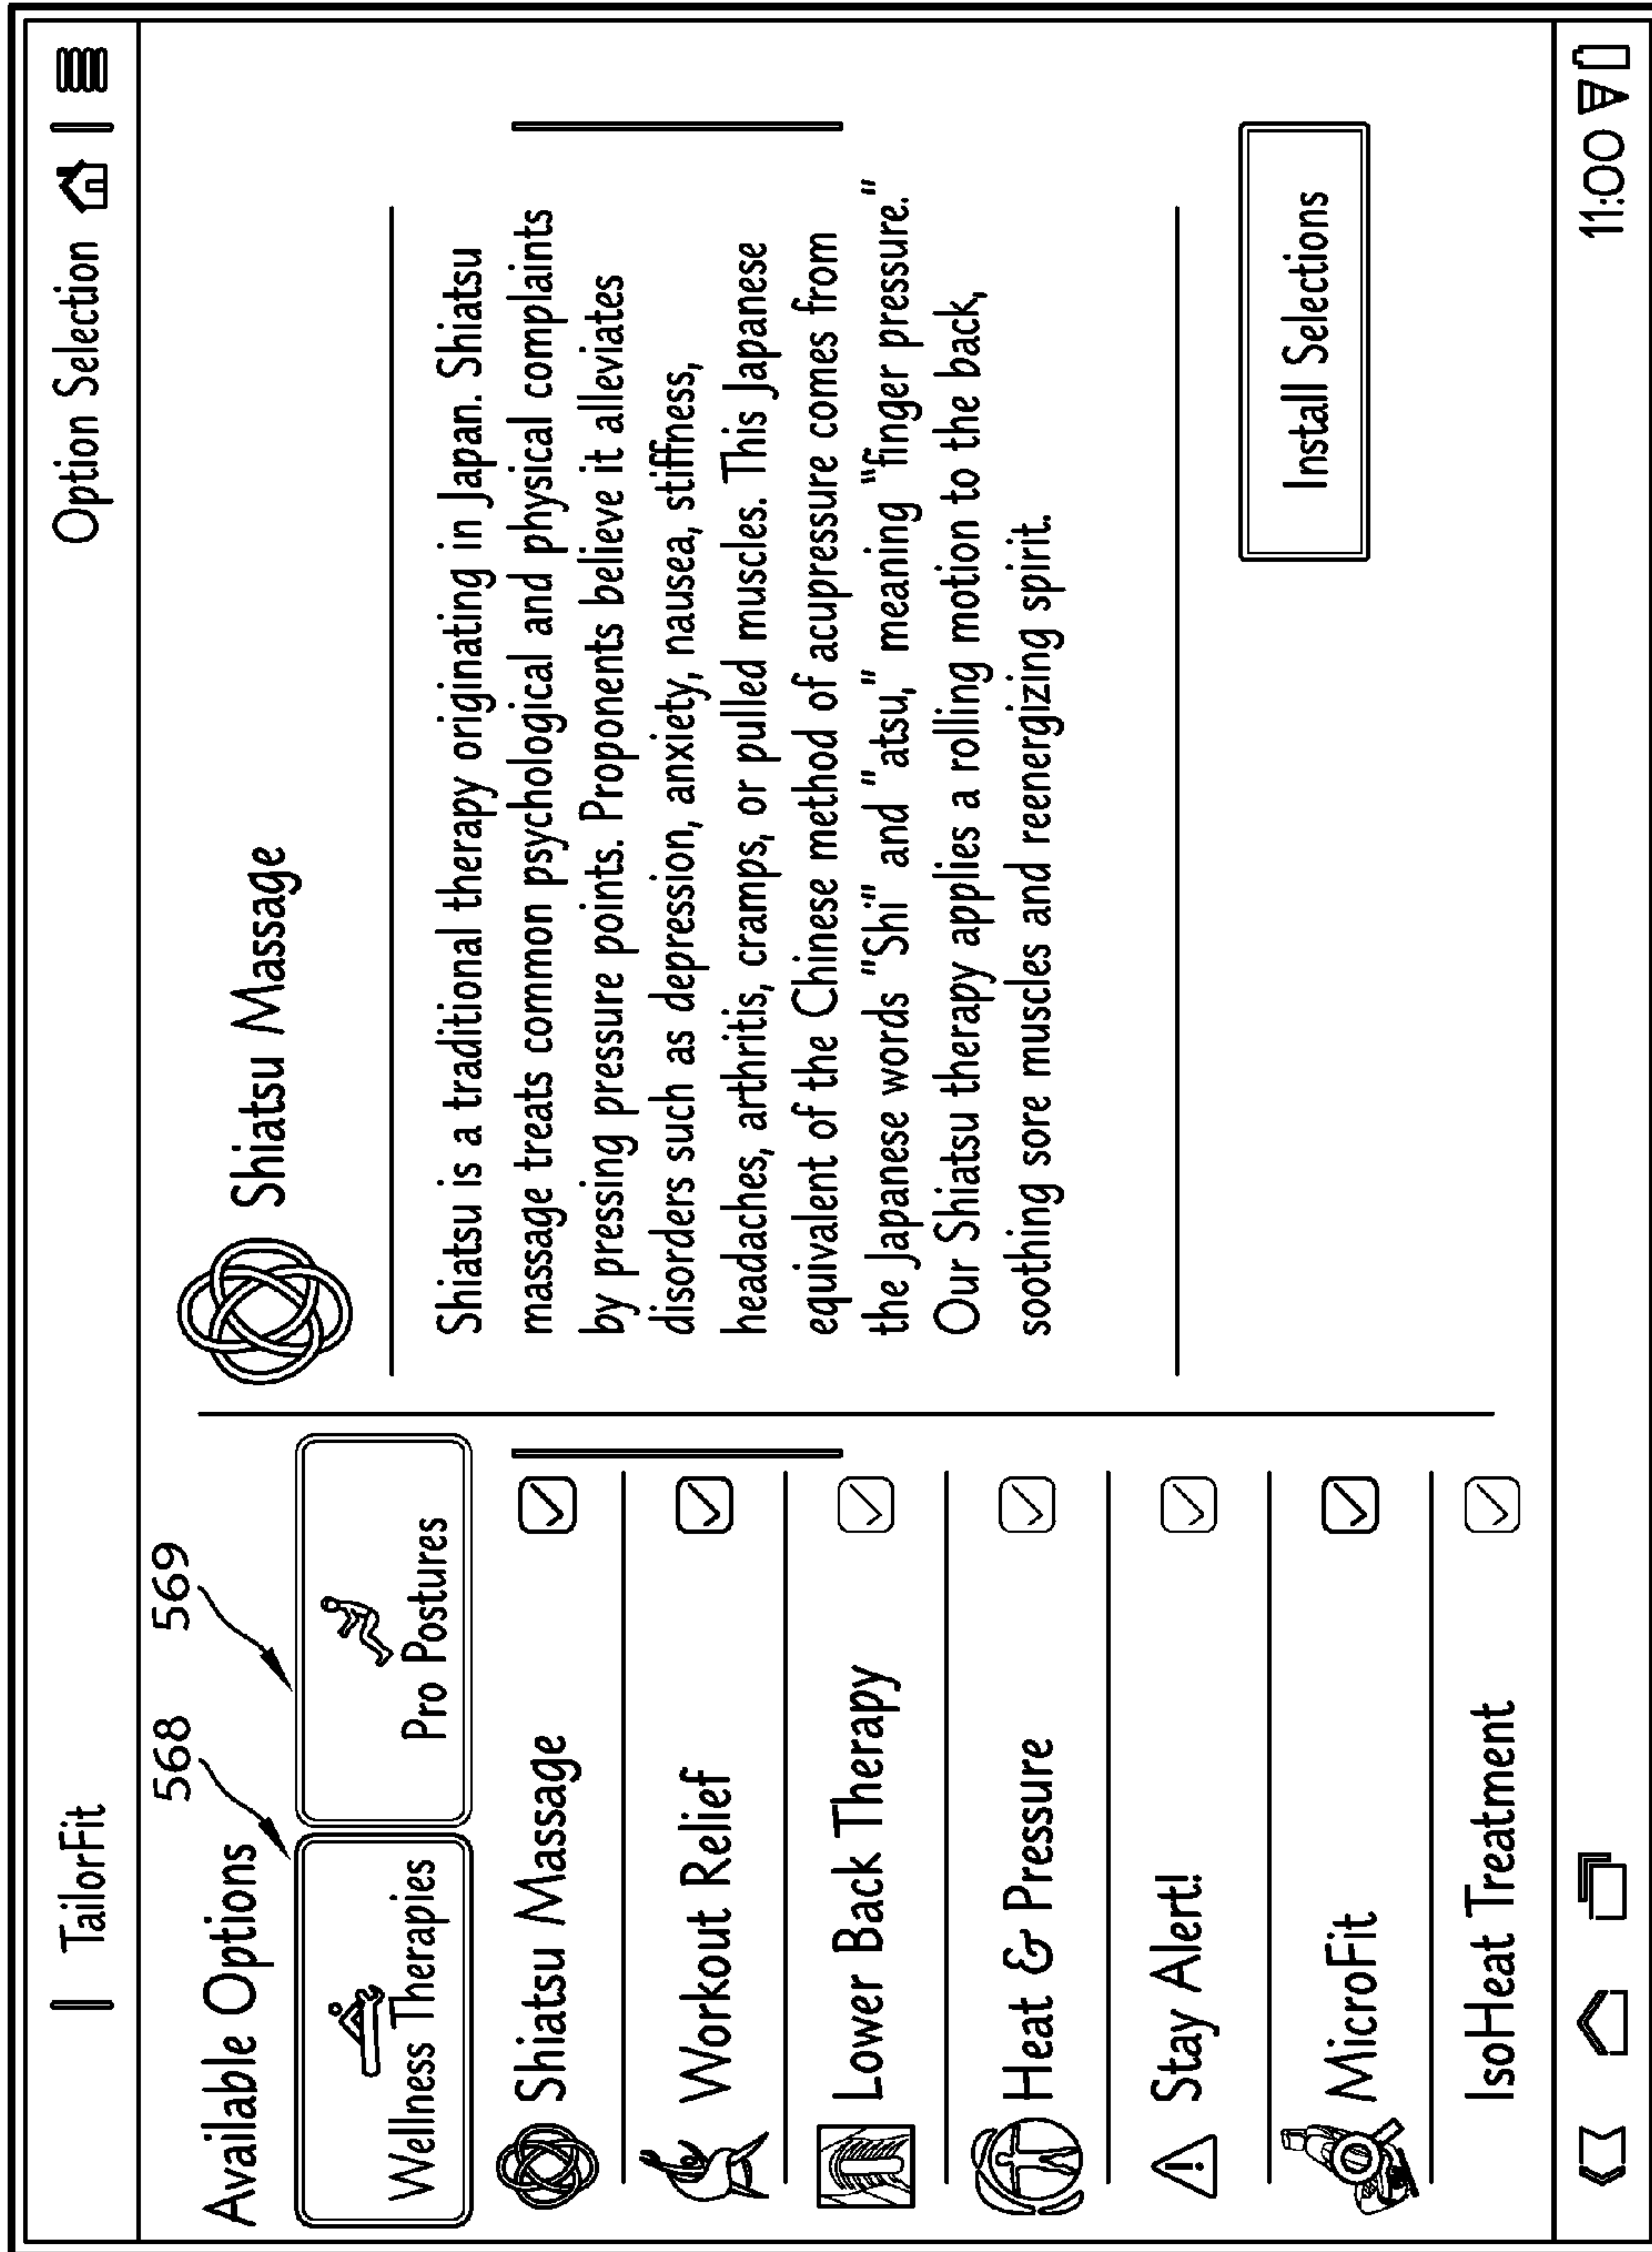 TailorFit
Option Selection
568
569
Available Options
Wellness Therapies
Pro Postures
Shiatsu Massage
Workout Relief
Lower Back Therapy
Heat & Pressure
Stay Alert!
MicroFit
IsoHeat Treatment
Shiatsu Massage
Shiatsu is a traditional therapy originating in Japan. Shiatsu
massage treats common psychological and physical complaints
by pressing pressure points. Proponents believe it alleviates
disorders such as depression, anxiety, nausea, stiffness,
headaches, arthritis, cramps, or pulled muscles. This Japanese
equivalent of the Chinese method of acupressure comes from
the Japanese words "Shi" and "atsu," meaning "finger pressure."
Our Shiatsu therapy applies a rolling motion to the back,
soothing sore muscles and reenergizing spirit.
Install Selections
11:00